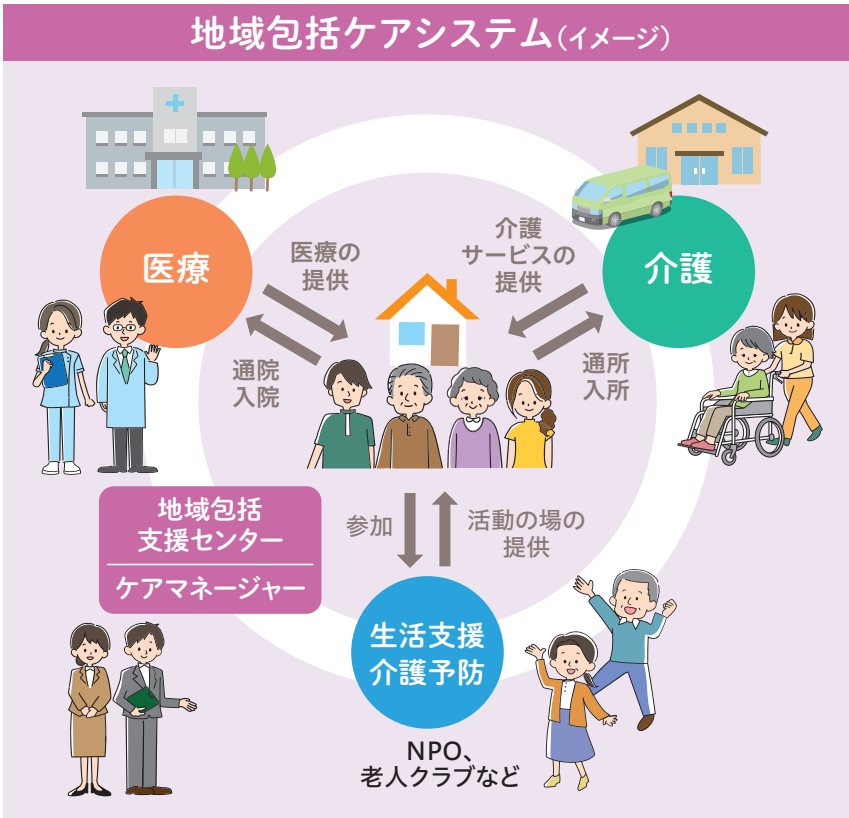 地域包括ケアシステム(イメージ)
医療
医療の
提供
通院
入院
介護
サービスの
提供
介護
通所
入所
地域包括
支援センター
ケアマネージャー
参加
活動の場の
提供
生活支援
介護予防
NPO、
老人クラブなど